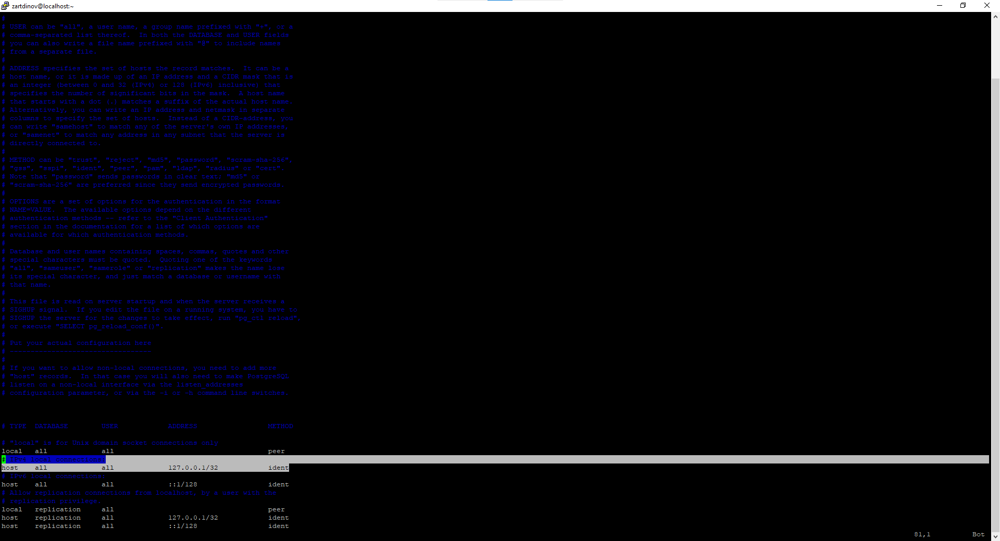 zartdinov@localhost:~
#
# USER can be "all", a user name, a group name prefixed with "+", or a
# comma-separated list thereof.  In both the DATABASE and USER fields
# you can also write a file name prefixed with "@" to include names
# from a separate file.
#
# ADDRESS specifies the set of hosts the record matches.  It can be a
# host name, or it is made up of an IP address and a CIDR mask that is
# an integer (between 0 and 32 (IPv4) or 128 (IPv6) inclusive) that
# specifies the number of significant bits in the mask.  A host name
# that starts with a dot (.) matches a suffix of the actual host name.
# Alternatively, you can write an IP address and netmask in separate
# columns to specify the set of hosts.  Instead of a CIDR-address, you
# can write "samehost" to match any of the server's own IP addresses,
# or "samenet" to match any address in any subnet that the server is
# directly connected to.
#
# METHOD can be "trust", "reject", "md5", "password", "scram-sha-256",
# "gss", "sspi", "ident", "peer", "pam", "ldap", "radius" or "cert".
# Note that "password" sends passwords in clear text; "md5" or
# "scram-sha-256" are preferred since they send encrypted passwords.
#
# OPTIONS are a set of options for the authentication in the format
# NAME=VALUE.  The available options depend on the different
# authentication methods -- refer to the "Client Authentication"
# section in the documentation for a list of which options are
# available for which authentication methods.
#
# Database and user names containing spaces, commas, quotes and other
# special characters must be quoted.  Quoting one of the keywords
# "all", "sameuser", "samerole" or "replication" makes the name lose
# its special character, and just match a database or username with
# that name.
#
# This file is read on server startup and when the server receives a
# SIGHUP signal.  If you edit the file on a running system, you have to
# SIGHUP the server for the changes to take effect, run "pg_ctl reload",
# or execute "SELECT pg_reload_conf()".
#
# Put your actual configuration here
# ----------------------------------
#
# If you want to allow non-local connections, you need to add more
# "host" records.  In that case you will also need to make PostgreSQL
# listen on a non-local interface via the listen_addresses
# configuration parameter, or via the -i or -h command line switches.
# TYPE  DATABASE        USER            ADDRESS                 METHOD
# "local" is for Unix domain socket connections only
local   all             all                                     peer
# IPv4 local connections:
host    all             all             127.0.0.1/32            ident
# IPv6 local connections:
host    all             all             ::1/128                 ident
# Allow replication connections from localhost, by a user with the
# replication privilege.
local   replication     all                                     peer
host    replication     all             127.0.0.1/32            ident
host    replication     all             ::1/128                 ident
81,1          Bot